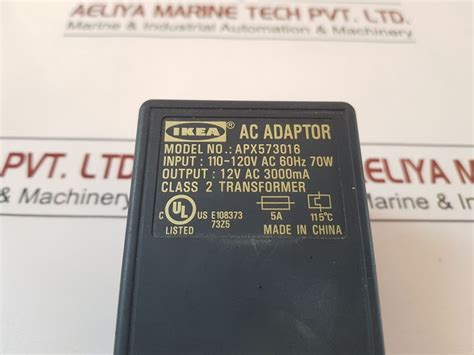 AELIYA MARINE TECH PVT. LTD.
Marine & Industrial Automation & Machinery
IKEA AC ADAPTOR
MODEL NO.: APX573016
INPUT : 110-120V AC 60Hz 70W
OUTPUT : 12V AC 3000mA
CLASS 2 TRANSFORMER
C UL US E108373
73Z5
LISTED
5A
115°C
MADE IN CHINA
PVT. LTD.
& Machinery
AELIYA M
Marine & Indust